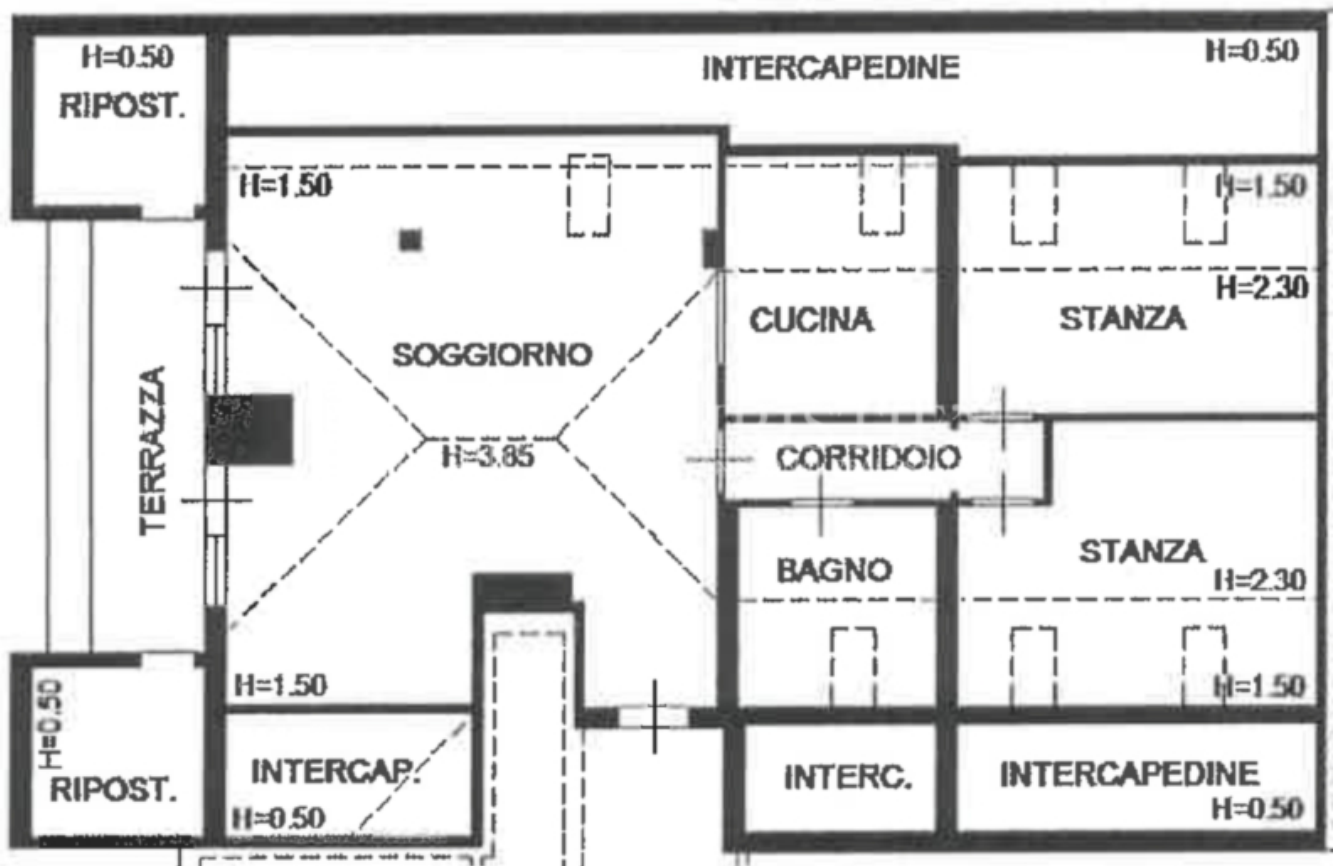 H=0.50
RIPOST.
INTERCAPEDINE
H=0.50
H=1.50
H=1.50
H=2.30
CUCINA
STANZA
SOGGIORNO
TERRAZZA
H=3.85
CORRIDOIO
STANZA
BAGNO
H=2.30
H=1.50
H=1.50
H=0.50
RIPOST.
INTERCAP.
H=0.50
INTERC.
INTERCAPEDINE
H=0.50